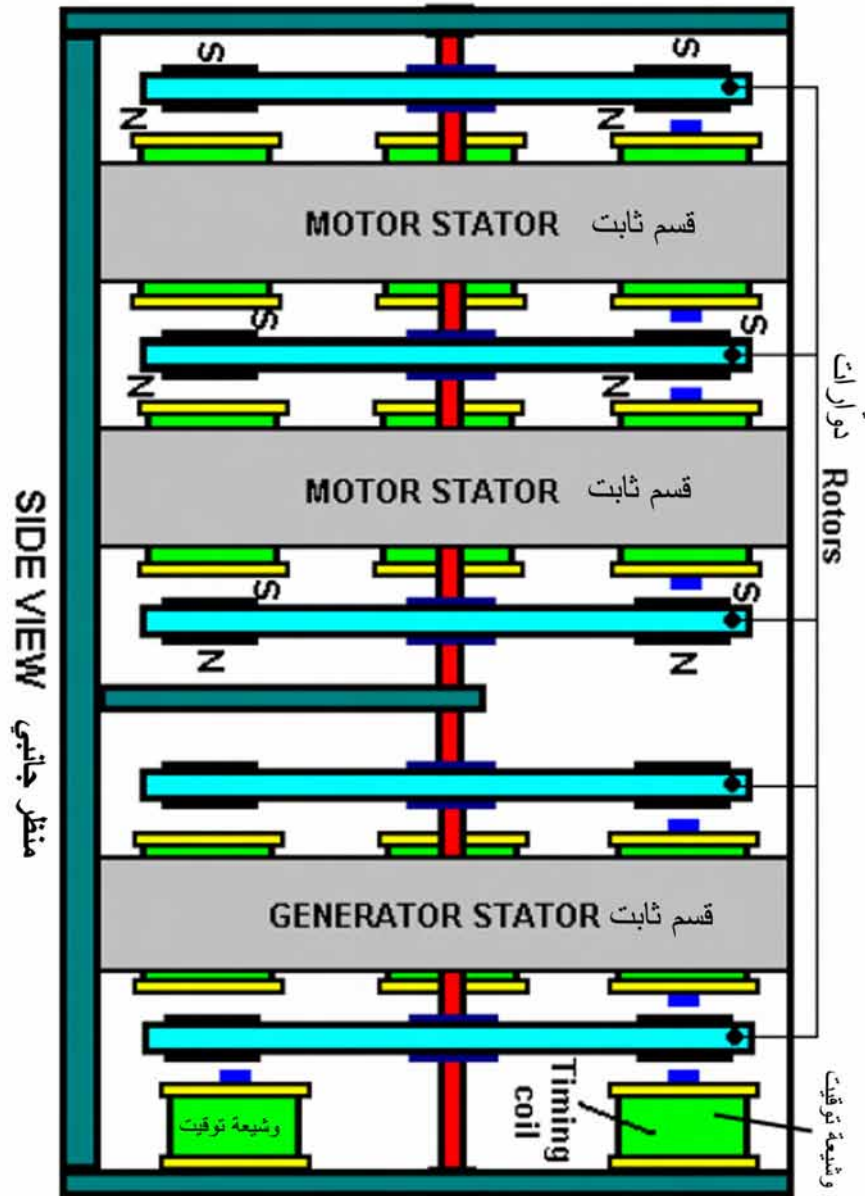 S
S
N
N
MOTOR STATOR قسم ثابت
S
S
N
N
MOTOR STATOR قسم ثابت
S
S
N
N
دوارات
Rotors
GENERATOR STATOR قسم ثابت
Timing
coil
وشيعة توقيت
وشيعة توقيت
SIDE VIEW منظر جانبي